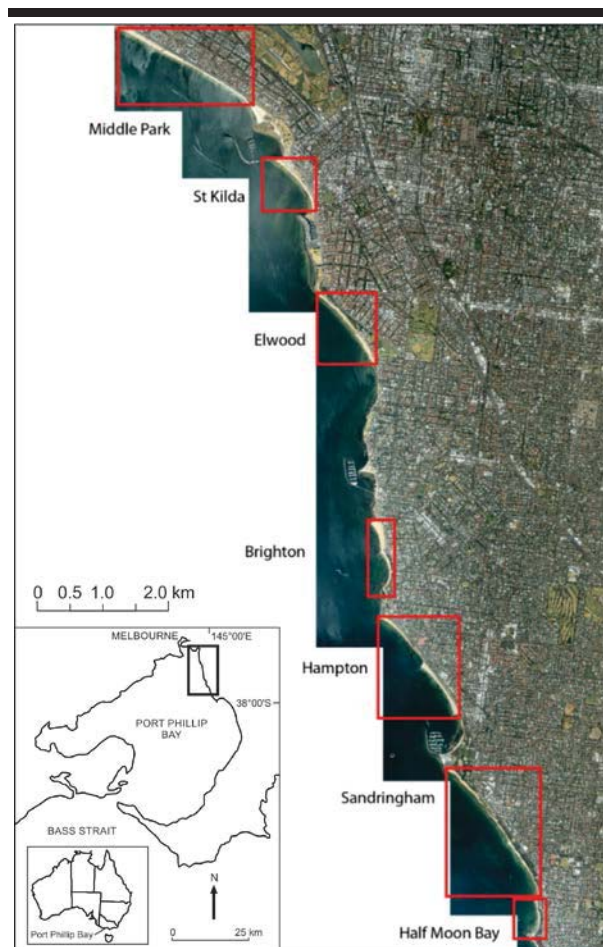 Middle Park
St Kilda
Elwood
Brighton
0 0.5 1.0 2.0 km
Hampton
Sandringham
Half Moon Bay
MELBOURNE
145°00'E
38°00'S
PORT PHILLIP
BAY
BASS STRAIT
N
Port Phillip Bay
0 25 km